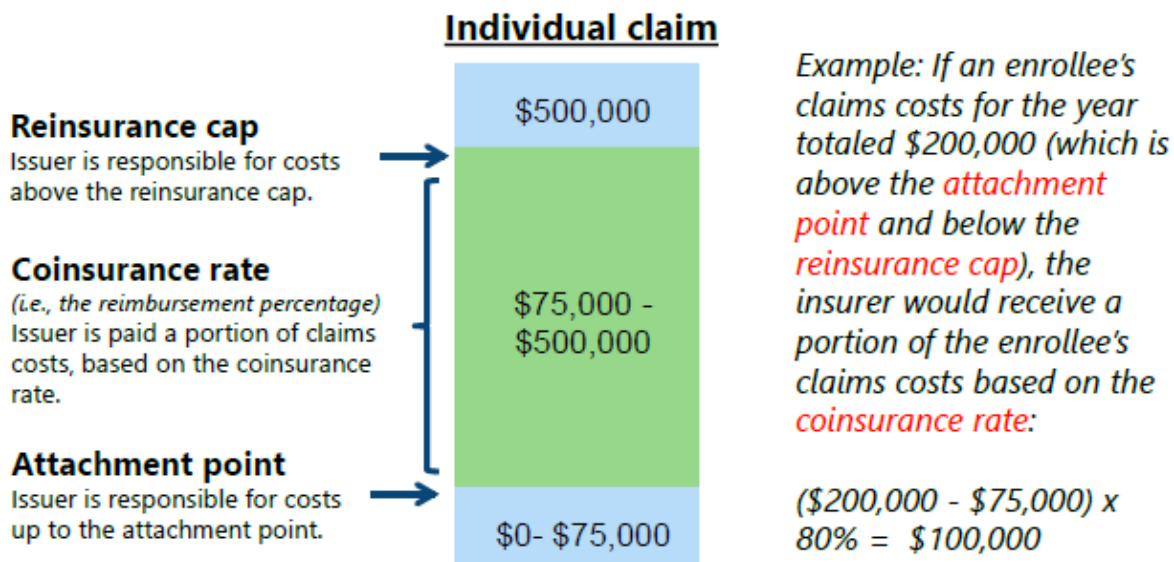 Individual claim
Reinsurance cap
Issuer is responsible for costs
above the reinsurance cap.
Coinsurance rate
(i.e., the reimbursement percentage)
Issuer is paid a portion of claims
costs, based on the coinsurance
rate.
Attachment point
Issuer is responsible for costs
up to the attachment point.
$500,000
$75,000 -
$500,000
$0- $75,000
Example: If an enrollee's
claims costs for the year
totaled $200,000 (which is
above the attachment
point and below the
reinsurance cap), the
insurer would receive a
portion of the enrollee's
claims costs based on the
coinsurance rate:
($200,000 - $75,000) x
80% = $100,000